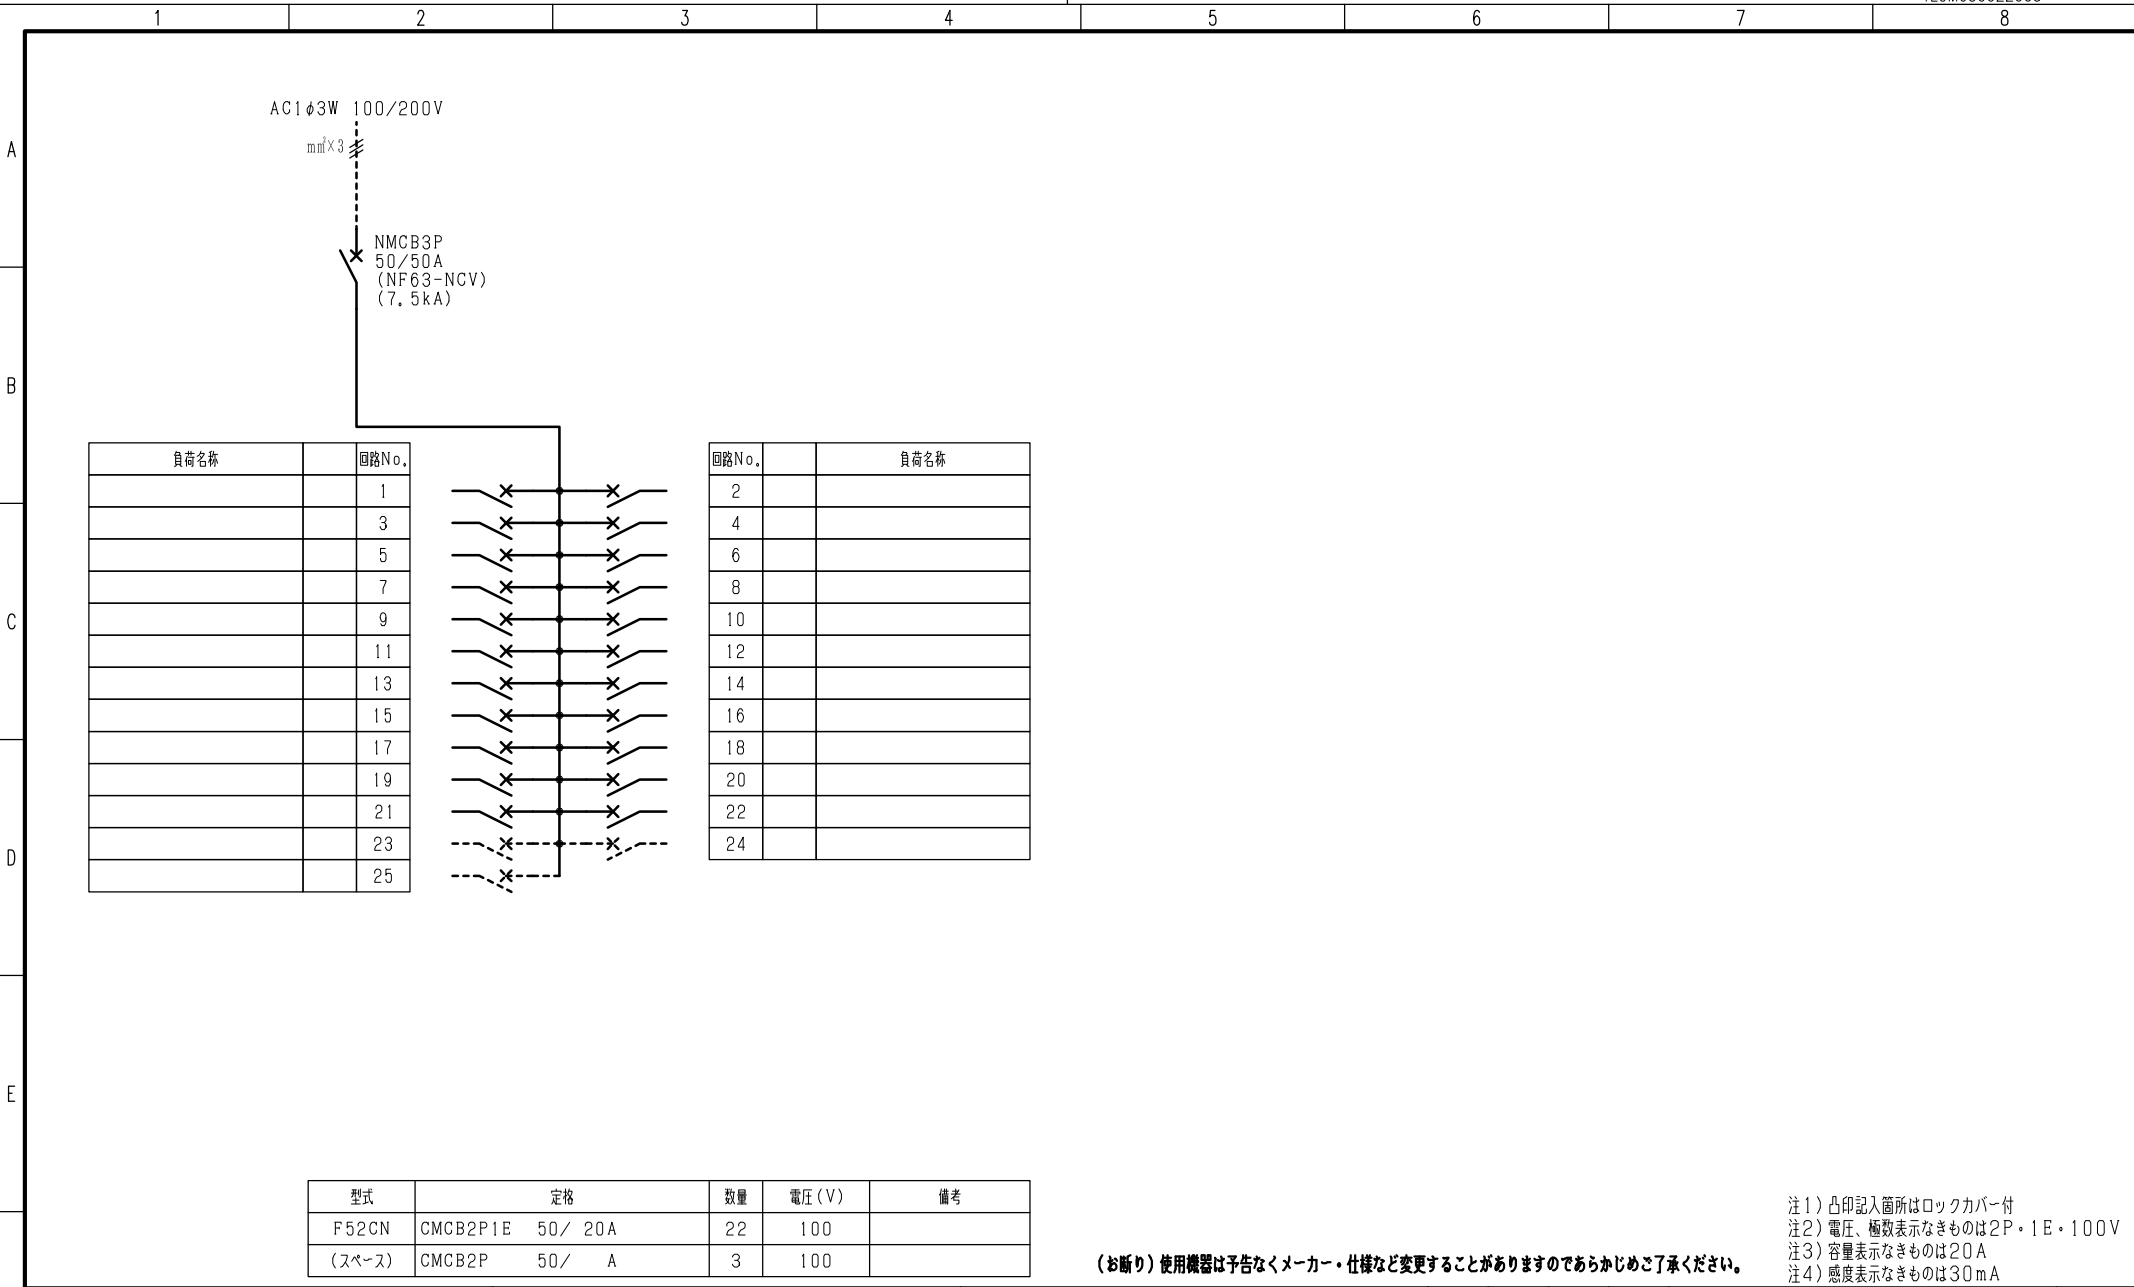 1 2 3 4 5 6 7 8
A
B
C
D
E
AC1φ3W 100/200V
mm²×3
NMCB3P
50/50A
(NF63-NCV)
(7.5kA)
負荷名称 回路No. 回路No. 負荷名称
1 2
3 4
5 6
7 8
9 10
11 12
13 14
15 16
17 18
19 20
21 22
23 24
25
型式 定格 数量 電圧(V) 備考
F52CN CMCB2P1E 50/ 20A 22 100
(スペース) CMCB2P 50/ A 3 100
(お断り)使用機器は予告なくメーカー・仕様など変更することがありますのであらかじめご了承ください。
注1)凸印記入箇所はロックカバー付
注2)電圧、極数表示なきものは2P・1E・100V
注3)容量表示なきものは20A
注4)感度表示なきものは30mA